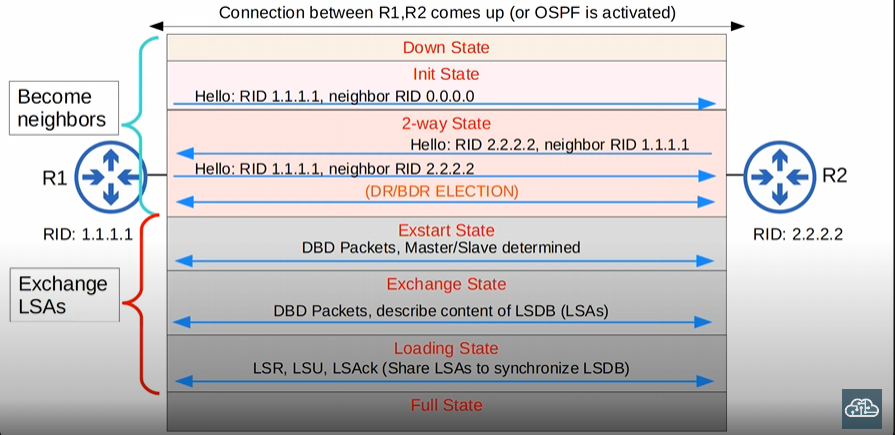 Connection between R1,R2 comes up (or OSPF is activated)
Down State
Init State
Hello: RID 1.1.1.1, neighbor RID 0.0.0.0
Become
neighbors
2-way State
Hello: RID 2.2.2.2, neighbor RID 1.1.1.1
Hello: RID 1.1.1.1, neighbor RID 2.2.2.2
(DR/BDR ELECTION)
R1
R2
RID: 1.1.1.1
RID: 2.2.2.2
Exstart State
DBD Packets, Master/Slave determined
Exchange
LSAs
Exchange State
DBD Packets, describe content of LSDB (LSAs)
Loading State
LSR, LSU, LSAck (Share LSAs to synchronize LSDB)
Full State